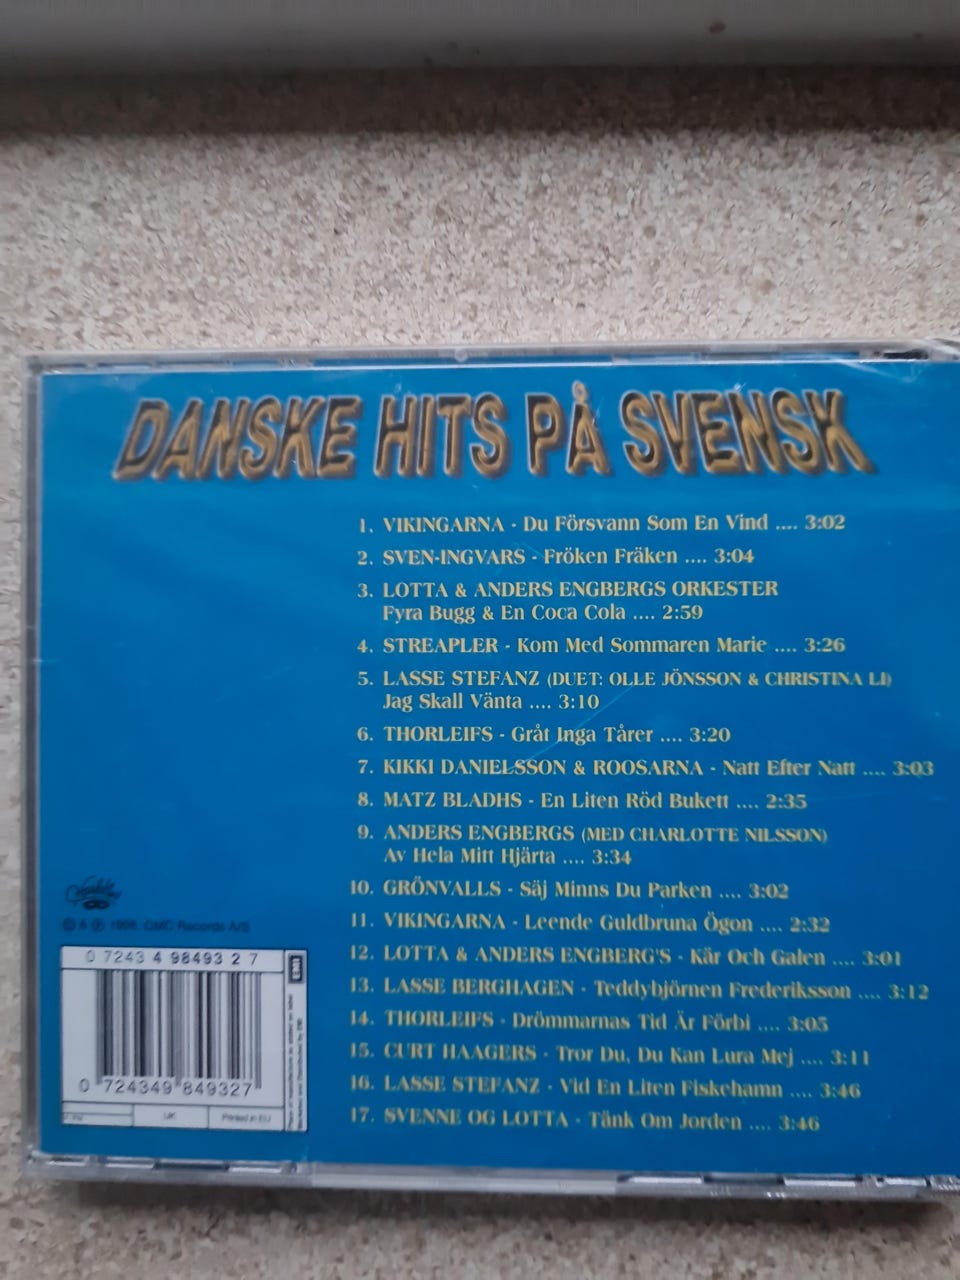 DANSKE HITS PÅ SVENSK
1. VIKINGARNA - Du Försvann Som En Vind .... 3:02
2. SVEN-INGVARS - Fröken Fräken .... 3:04
3. LOTTA & ANDERS ENGBERGS ORKESTER
Fyra Bugg & En Coca Cola .... 2:59
4. STREAPLER - Kom Med Sommaren Marie .... 3:26
5. LASSE STEFANZ (DUET: OLLE JÖNSSON & CHRISTINA LI)
Jag Skall Vänta .... 3:10
6. THORLEIFS - Gråt Inga Tårer .... 3:20
7. KIKKI DANIELSSON & ROOSARNA - Natt Efter Natt .... 3:03
8. MATZ BLADHS - En Liten Röd Bukett .... 2:35
9. ANDERS ENGBERGS (MED CHARLOTTE NILSSON)
Av Hela Mitt Hjärta .... 3:34
10. GRÖNVALLS - Säj Minns Du Parken .... 3:02
11. VIKINGARNA - Leende Guldbruna Ögon .... 2:32
12. LOTTA & ANDERS ENGBERG'S - Kär Och Galen .... 3:01
13. LASSE BERGHAGEN - Teddybjörnen Frederiksson .... 3:12
14. THORLEIFS - Drömmarnas Tid Är Förbi .... 3:05
15. CURT HAAGERS - Tror Du, Du Kan Lura Mej .... 3:11
16. LASSE STEFANZ - Vid En Liten Fiskehamn .... 3:46
17. SVENNE OG LOTTA - Tänk Om Jorden .... 3:46
© & ℗ 1998, CMC Records A/S
0 7243 4 98493 2 7
EMI
0 724349 849327
UK
Printed in EU